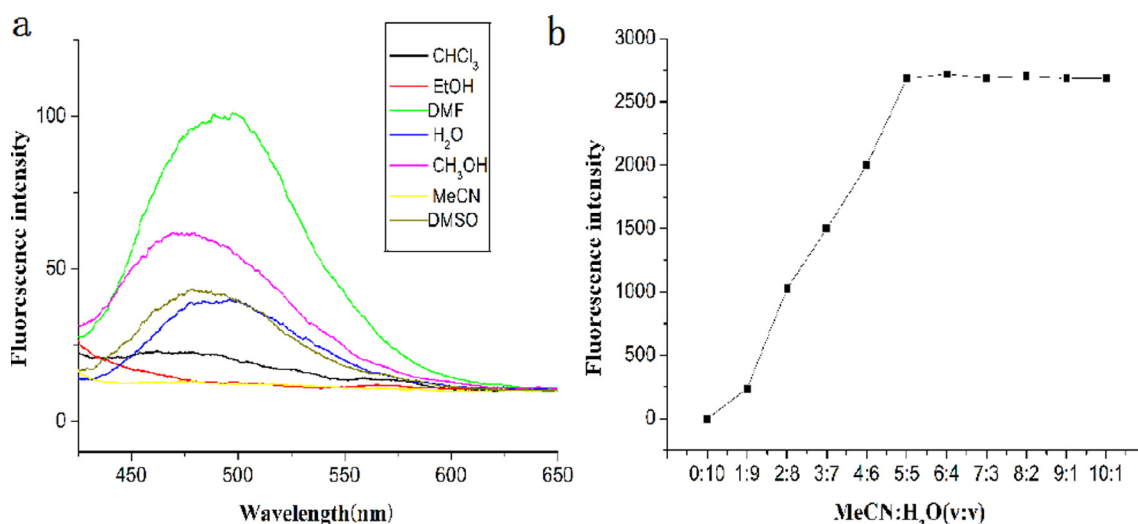 a
Fluorescence intensity
100
50
0
CHCl₃
EtOH
DMF
H₂O
CH₃OH
MeCN
DMSO
450 500 550 600 650
Wavelength(nm)
b
Fluorescence intensity
3000
2500
2000
1500
1000
500
0
0:10 1:9 2:8 3:7 4:6 5:5 6:4 7:3 8:2 9:1 10:1
MeCN:H₂O(v:v)